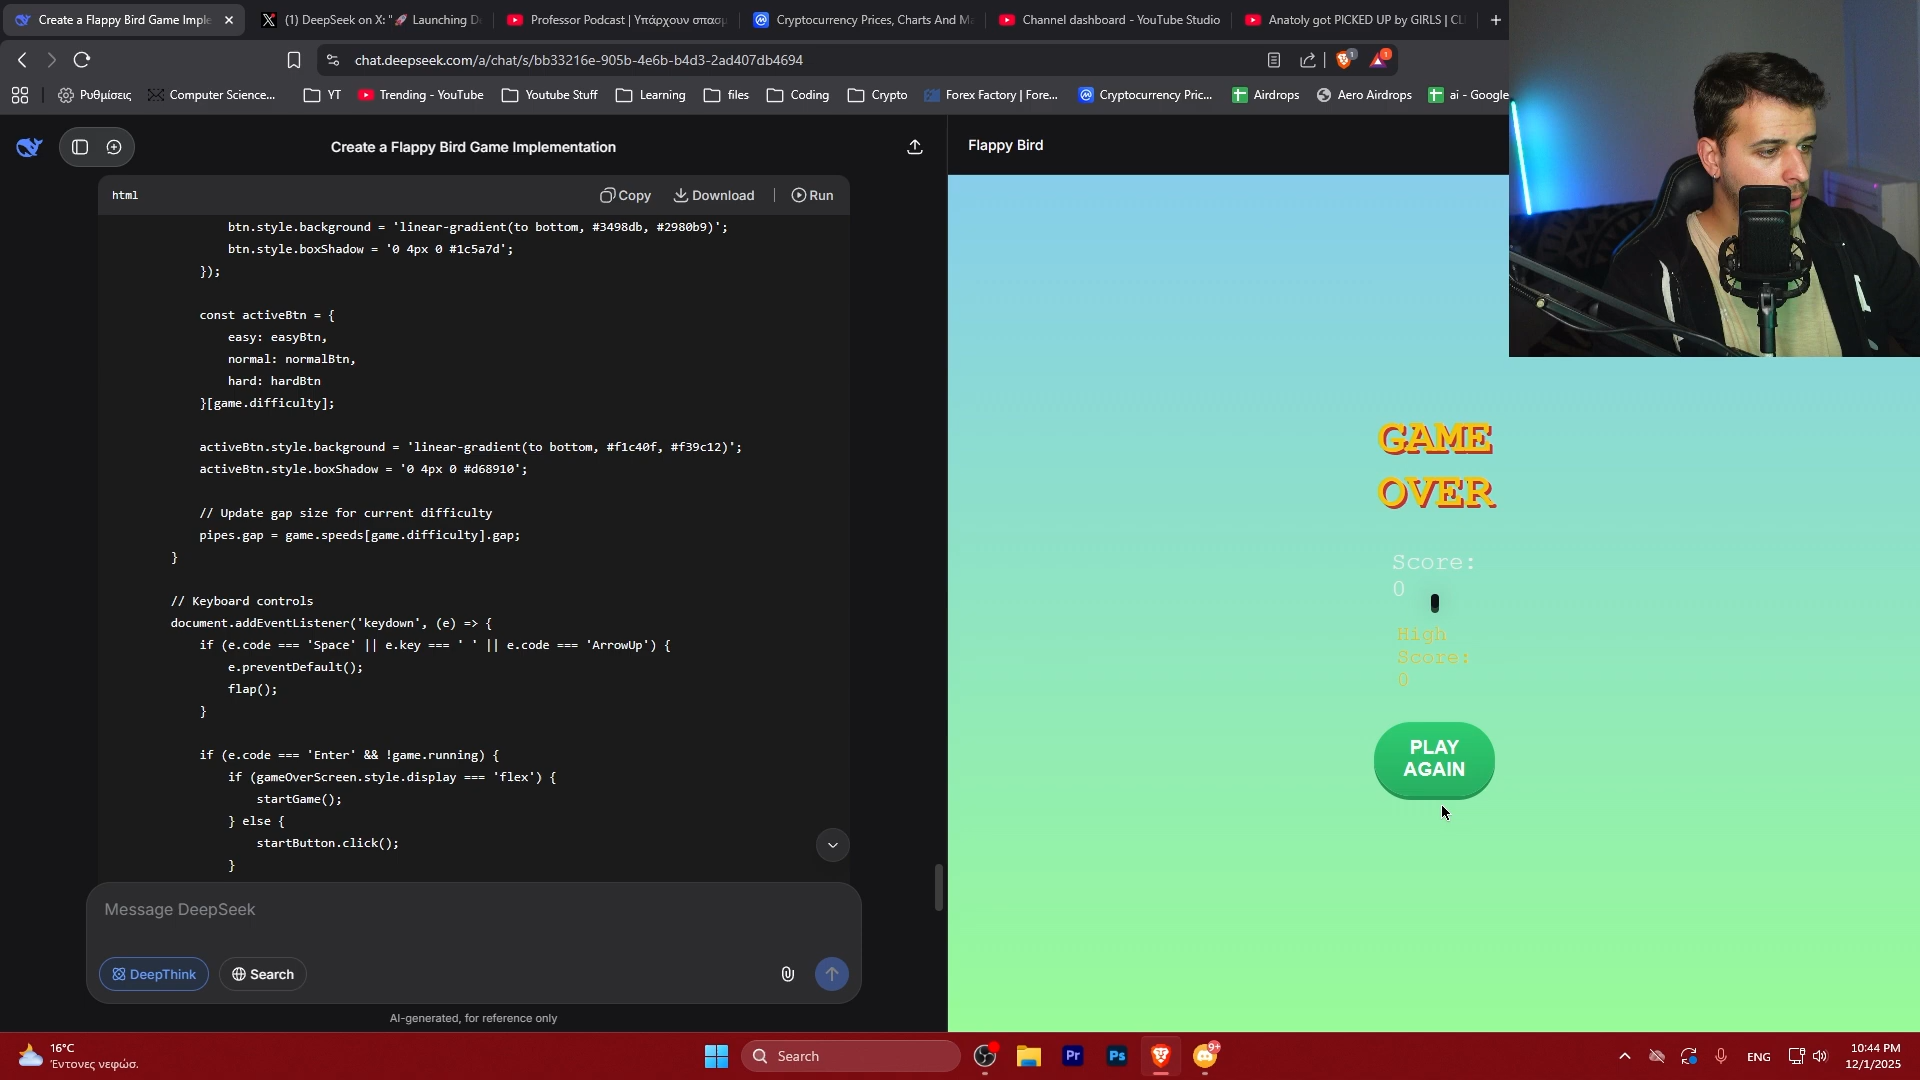 Create a Flappy Bird Game Imple
(1) DeepSeek on X: "🚀 Launching D
Professor Podcast | Υπάρχουν σπασμ
Cryptocurrency Prices, Charts And Ma
Channel dashboard - YouTube Studio
Anatoly got PICKED UP by GIRLS | CL
chat.deepseek.com/a/chat/s/bb33216e-905b-4e6b-b4d3-2ad407db4694
1
1
Ρυθμίσεις
Computer Science...
YT
Trending - YouTube
Youtube Stuff
Learning
files
Coding
Crypto
Forex Factory | Fore...
Cryptocurrency Pric...
Airdrops
Aero Airdrops
ai - Google
Create a Flappy Bird Game Implementation
Flappy Bird
html
Copy
Download
Run
btn.style.background = 'linear-gradient(to bottom, #3498db, #2980b9)';
btn.style.boxShadow = '0 4px 0 #1c5a7d';
});
const activeBtn = {
easy: easyBtn,
normal: normalBtn,
hard: hardBtn
}[game.difficulty];
activeBtn.style.background = 'linear-gradient(to bottom, #f1c40f, #f39c12)';
activeBtn.style.boxShadow = '0 4px 0 #d68910';
// Update gap size for current difficulty
pipes.gap = game.speeds[game.difficulty].gap;
}
// Keyboard controls
document.addEventListener('keydown', (e) => {
if (e.code === 'Space' || e.key === ' ' || e.code === 'ArrowUp') {
e.preventDefault();
flap();
}
if (e.code === 'Enter' && !game.running) {
if (gameOverScreen.style.display === 'flex') {
startGame();
} else {
startButton.click();
}
GAME
OVER
Score:
0
High
Score:
0
PLAY
AGAIN
Message DeepSeek
DeepThink
Search
AI-generated, for reference only
16°C
Έντονες νεφώσ.
Search
Pr
Ps
9+
ENG
10:44 PM
12/1/2025